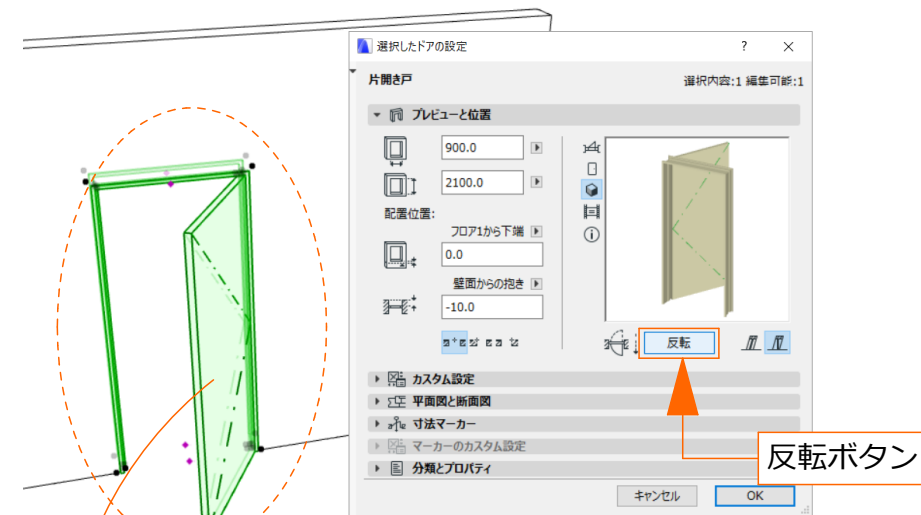 選択したドアの設定
?
×
片開き戸
選択内容:1 編集可能:1
プレビューと位置
900.0
2100.0
配置位置:
フロア1から下端
0.0
壁面からの抱き
-10.0
反転
カスタム設定
平面図と断面図
寸法マーカー
マーカーのカスタム設定
分類とプロパティ
反転ボタン
キャンセル
OK